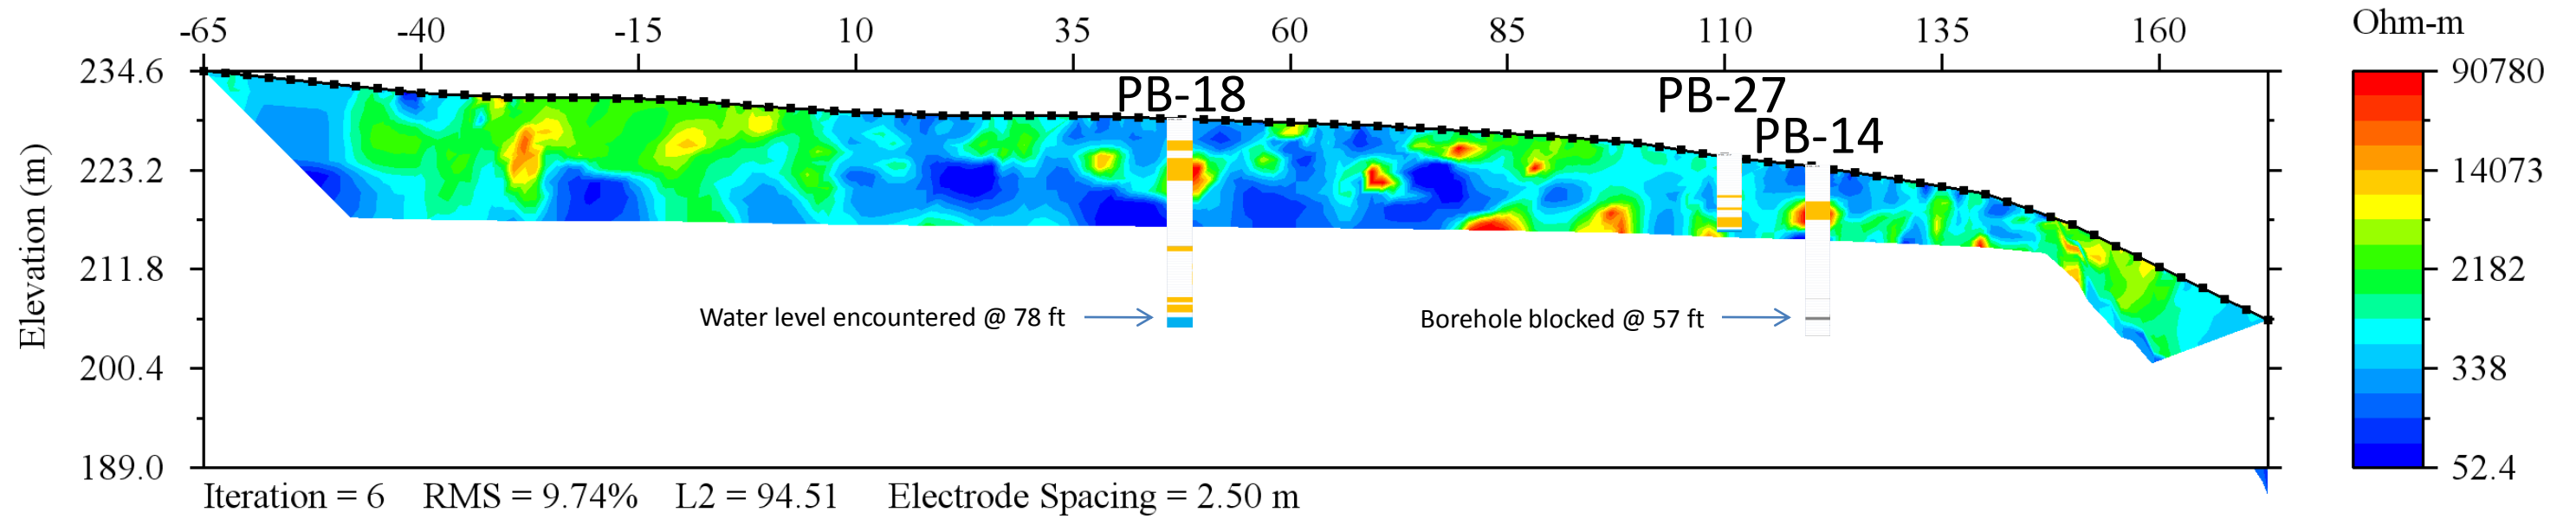 -65 -40 -15 10 35 60 85 110 135 160 Ohm-m
234.6 90780
PB-18 PB-27
PB-14
223.2 14073
211.8 2182
Elevation (m)
Water level encountered @ 78 ft Borehole blocked @ 57 ft
200.4 338
189.0 52.4
Iteration = 6 RMS = 9.74% L2 = 94.51 Electrode Spacing = 2.50 m